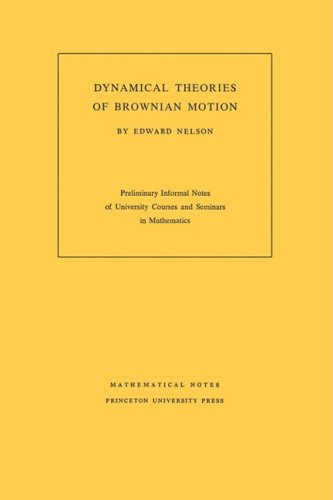 DYNAMICAL THEORIES
OF BROWNIAN MOTION
BY EDWARD NELSON
Preliminary Informal Notes
of University Courses and Seminars
in Mathematics
MATHEMATICAL NOTES
PRINCETON UNIVERSITY PRESS